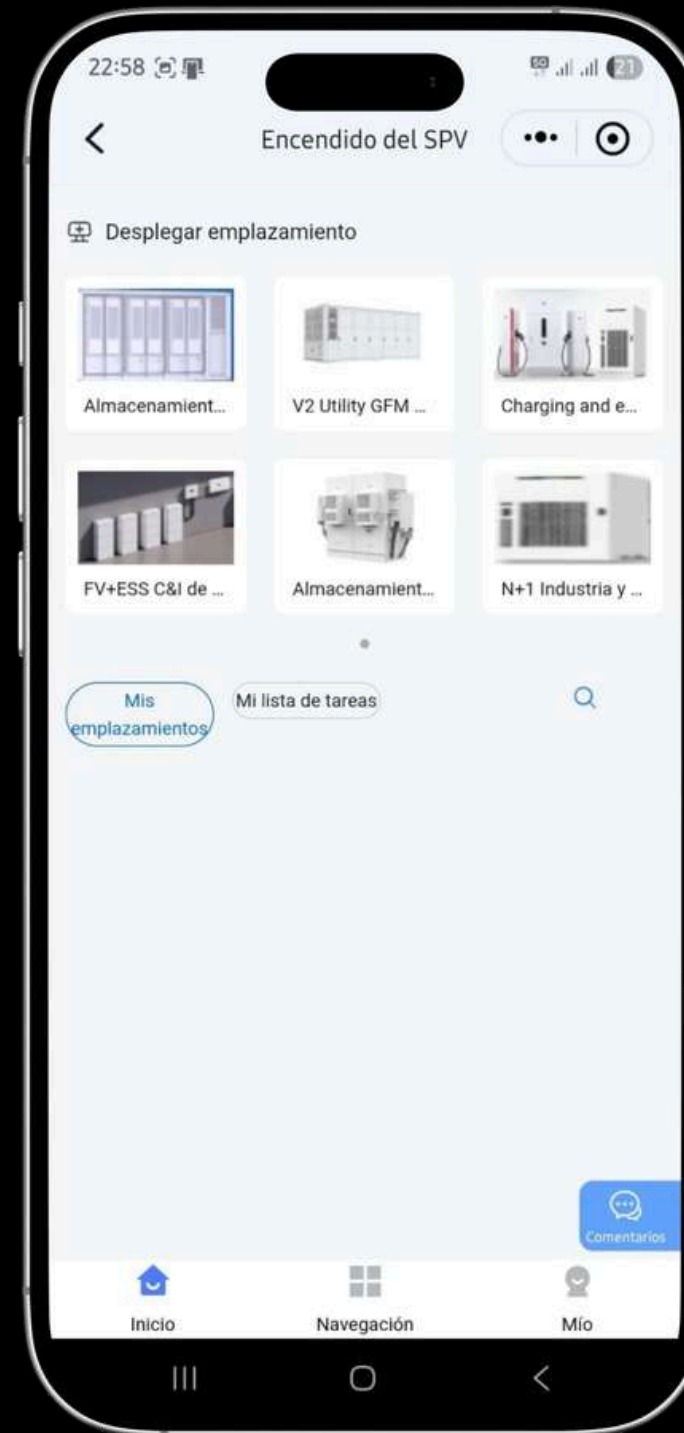 22:58
21
Encendido del SPV
Desplegar emplazamiento
Almacenamient...
V2 Utility GFM ...
Charging and e...
FV+ESS C&I de ...
Almacenamient...
N+1 Industria y ...
Mis
emplazamientos
Mi lista de tareas
Comentarios
Inicio
Navegación
Mío